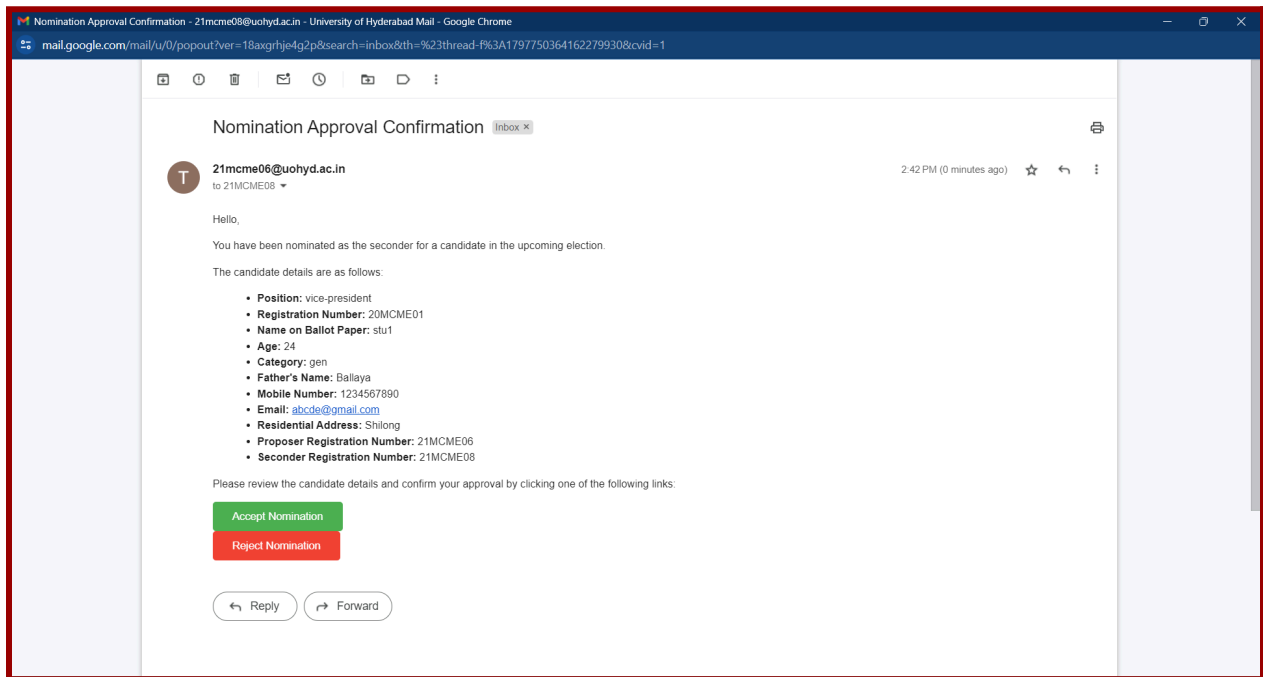 Nomination Approval Confirmation - 21mcme08@uohyd.ac.in - University of Hyderabad Mail - Google Chrome
mail.google.com/mail/u/0/popout?ver=18axgrhje4g2p&search=inbox&th=%23thread-f%3A1797750364162279930&cvid=1
Nomination Approval Confirmation Inbox ×
T
21mcme06@uohyd.ac.in 2:42 PM (0 minutes ago)
to 21MCME08
Hello,
You have been nominated as the seconder for a candidate in the upcoming election.
The candidate details are as follows:
• Position: vice-president
• Registration Number: 20MCME01
• Name on Ballot Paper: stu1
• Age: 24
• Category: gen
• Father's Name: Ballaya
• Mobile Number: 1234567890
• Email: abcde@gmail.com
• Residential Address: Shilong
• Proposer Registration Number: 21MCME06
• Seconder Registration Number: 21MCME08
Please review the candidate details and confirm your approval by clicking one of the following links:
Accept Nomination
Reject Nomination
Reply Forward